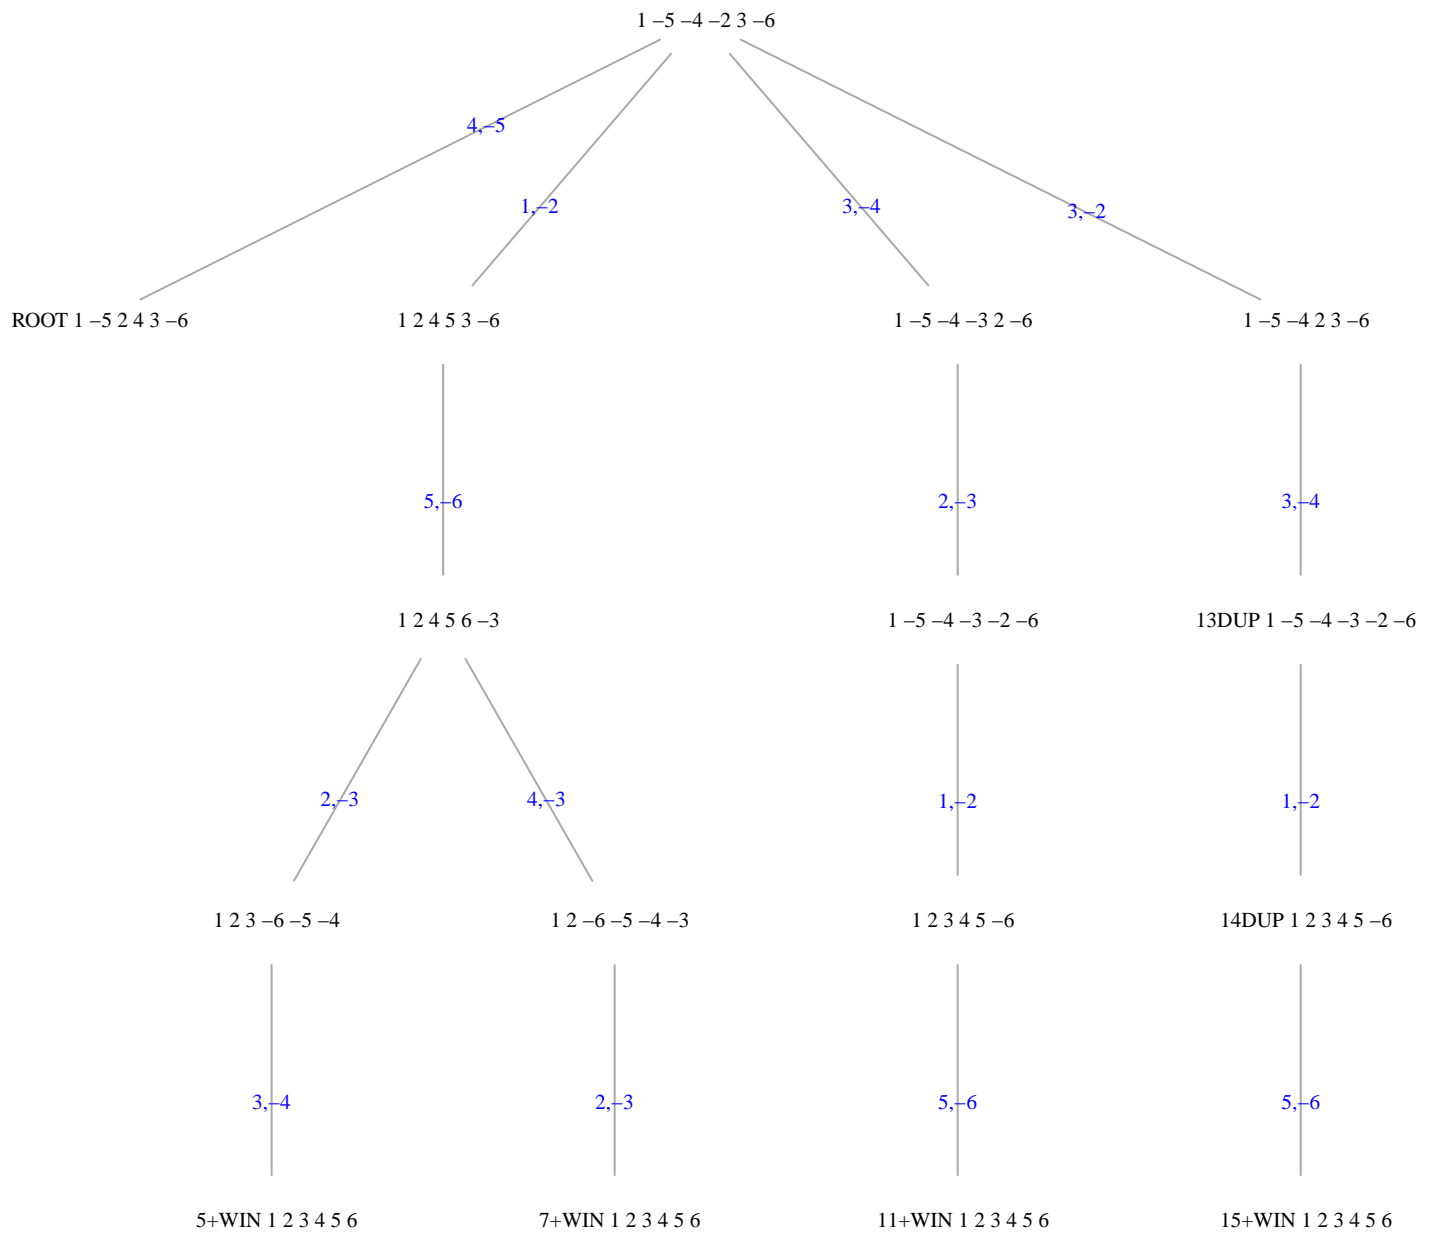 1 –5 –4 –2 3 –6
4,–5
1,–2
3,–4
3,–2
ROOT 1 –5 2 4 3 –6
1 2 4 5 3 –6
1 –5 –4 –3 2 –6
1 –5 –4 2 3 –6
5,–6
2,–3
3,–4
1 2 4 5 6 –3
1 –5 –4 –3 –2 –6
13DUP 1 –5 –4 –3 –2 –6
2,–3
4,–3
1,–2
1,–2
1 2 3 –6 –5 –4
1 2 –6 –5 –4 –3
1 2 3 4 5 –6
14DUP 1 2 3 4 5 –6
3,–4
2,–3
5,–6
5,–6
5+WIN 1 2 3 4 5 6
7+WIN 1 2 3 4 5 6
11+WIN 1 2 3 4 5 6
15+WIN 1 2 3 4 5 6